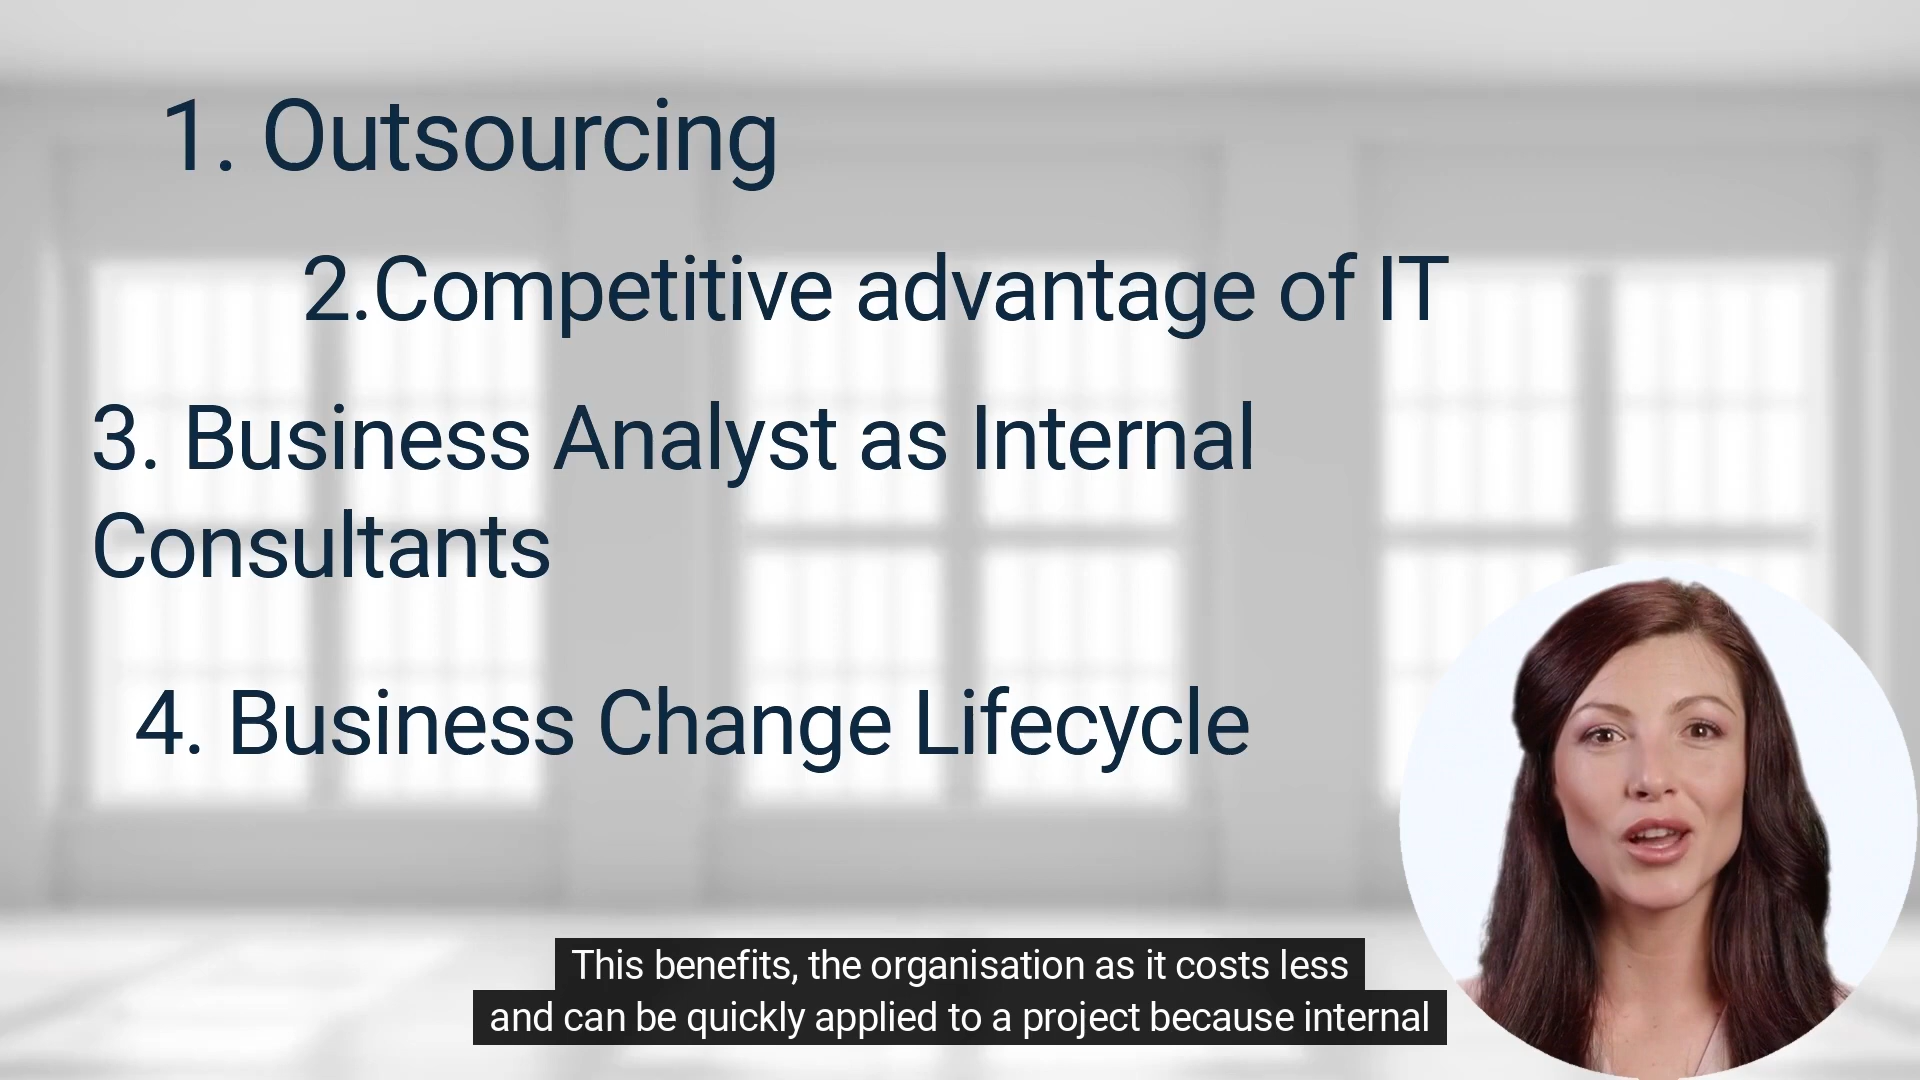 1. Outsourcing
2.Competitive advantage of IT
3. Business Analyst as Internal
Consultants
4. Business Change Lifecycle
This benefits, the organisation as it costs less
and can be quickly applied to a project because internal